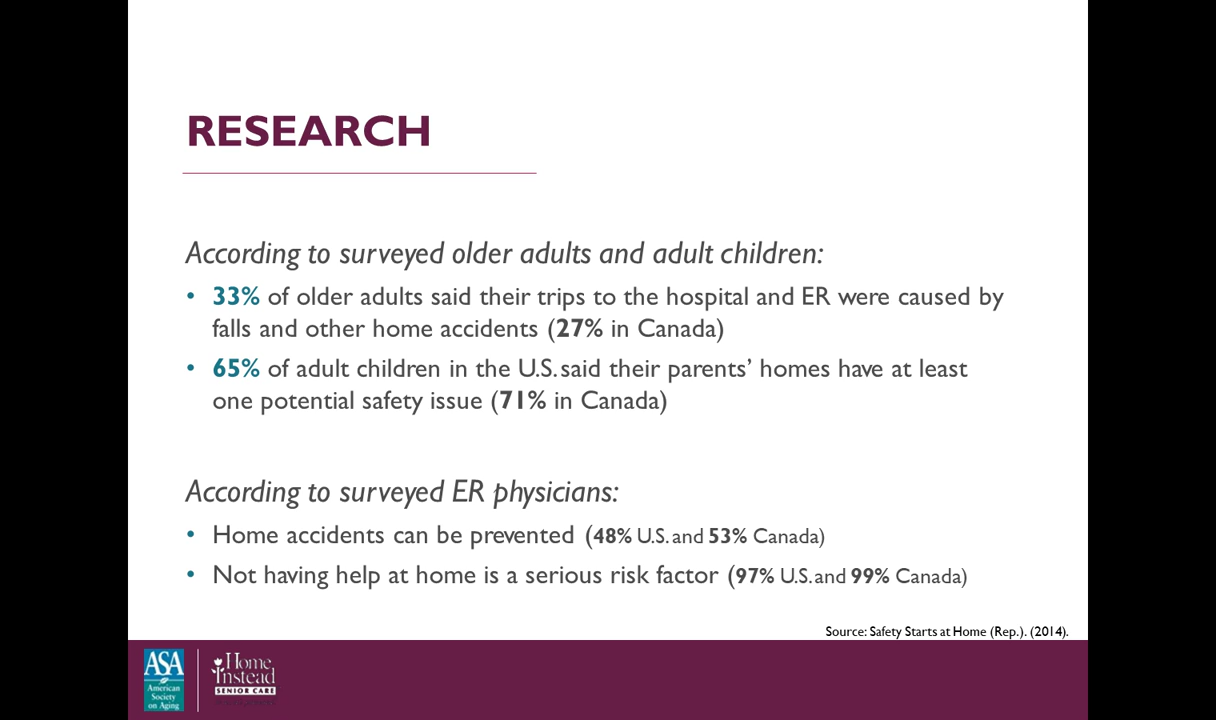 RESEARCH
According to surveyed older adults and adult children:
• 33% of older adults said their trips to the hospital and ER were caused by
falls and other home accidents (27% in Canada)
• 65% of adult children in the U.S. said their parents’ homes have at least
one potential safety issue (71% in Canada)
According to surveyed ER physicians:
• Home accidents can be prevented (48% U.S. and 53% Canada)
• Not having help at home is a serious risk factor (97% U.S. and 99% Canada)
Source: Safety Starts at Home (Rep.). (2014).
ASA
American
Society
on Aging
Home
Instead
SENIOR CARE